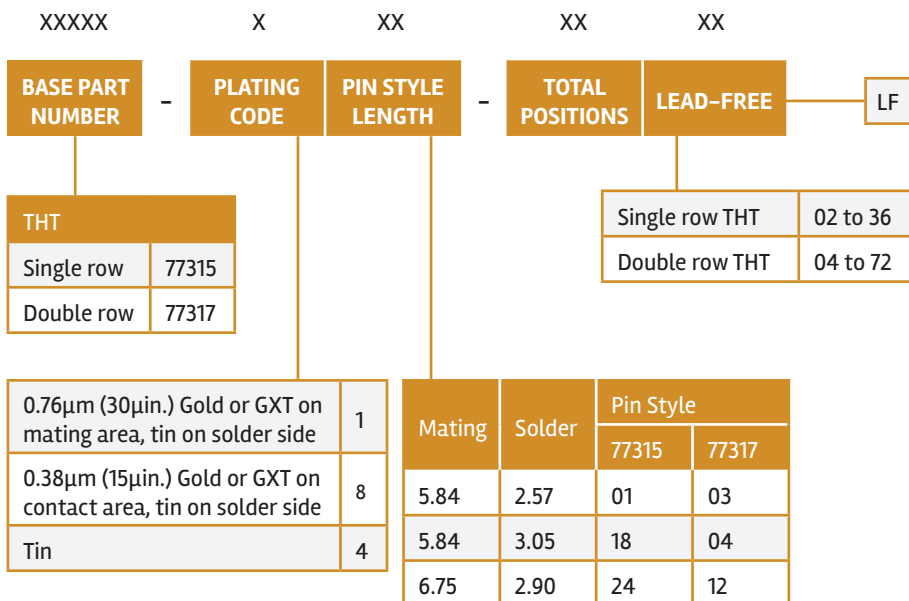 XXXXX X XX XX XX
BASE PART NUMBER - PLATING CODE PIN STYLE LENGTH - TOTAL POSITIONS LEAD-FREE LF
THT
Single row 77315
Double row 77317
Single row THT 02 to 36
Double row THT 04 to 72
0.76μm (30μin.) Gold or GXT on
mating area, tin on solder side 1
0.38μm (15μin.) Gold or GXT on
contact area, tin on solder side 8
Tin 4
Mating Solder Pin Style
77315 77317
5.84 2.57 01 03
5.84 3.05 18 04
6.75 2.90 24 12